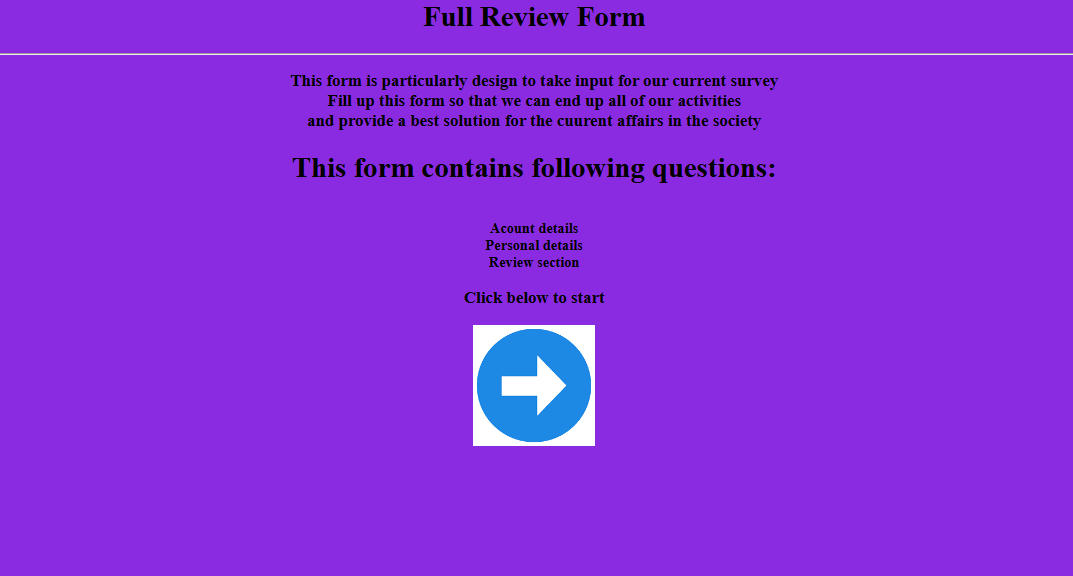 Full Review Form
This form is particularly design to take input for our current survey
Fill up this form so that we can end up all of our activities
and provide a best solution for the cuurent affairs in the society
This form contains following questions:
Acount details
Personal details
Review section
Click below to start